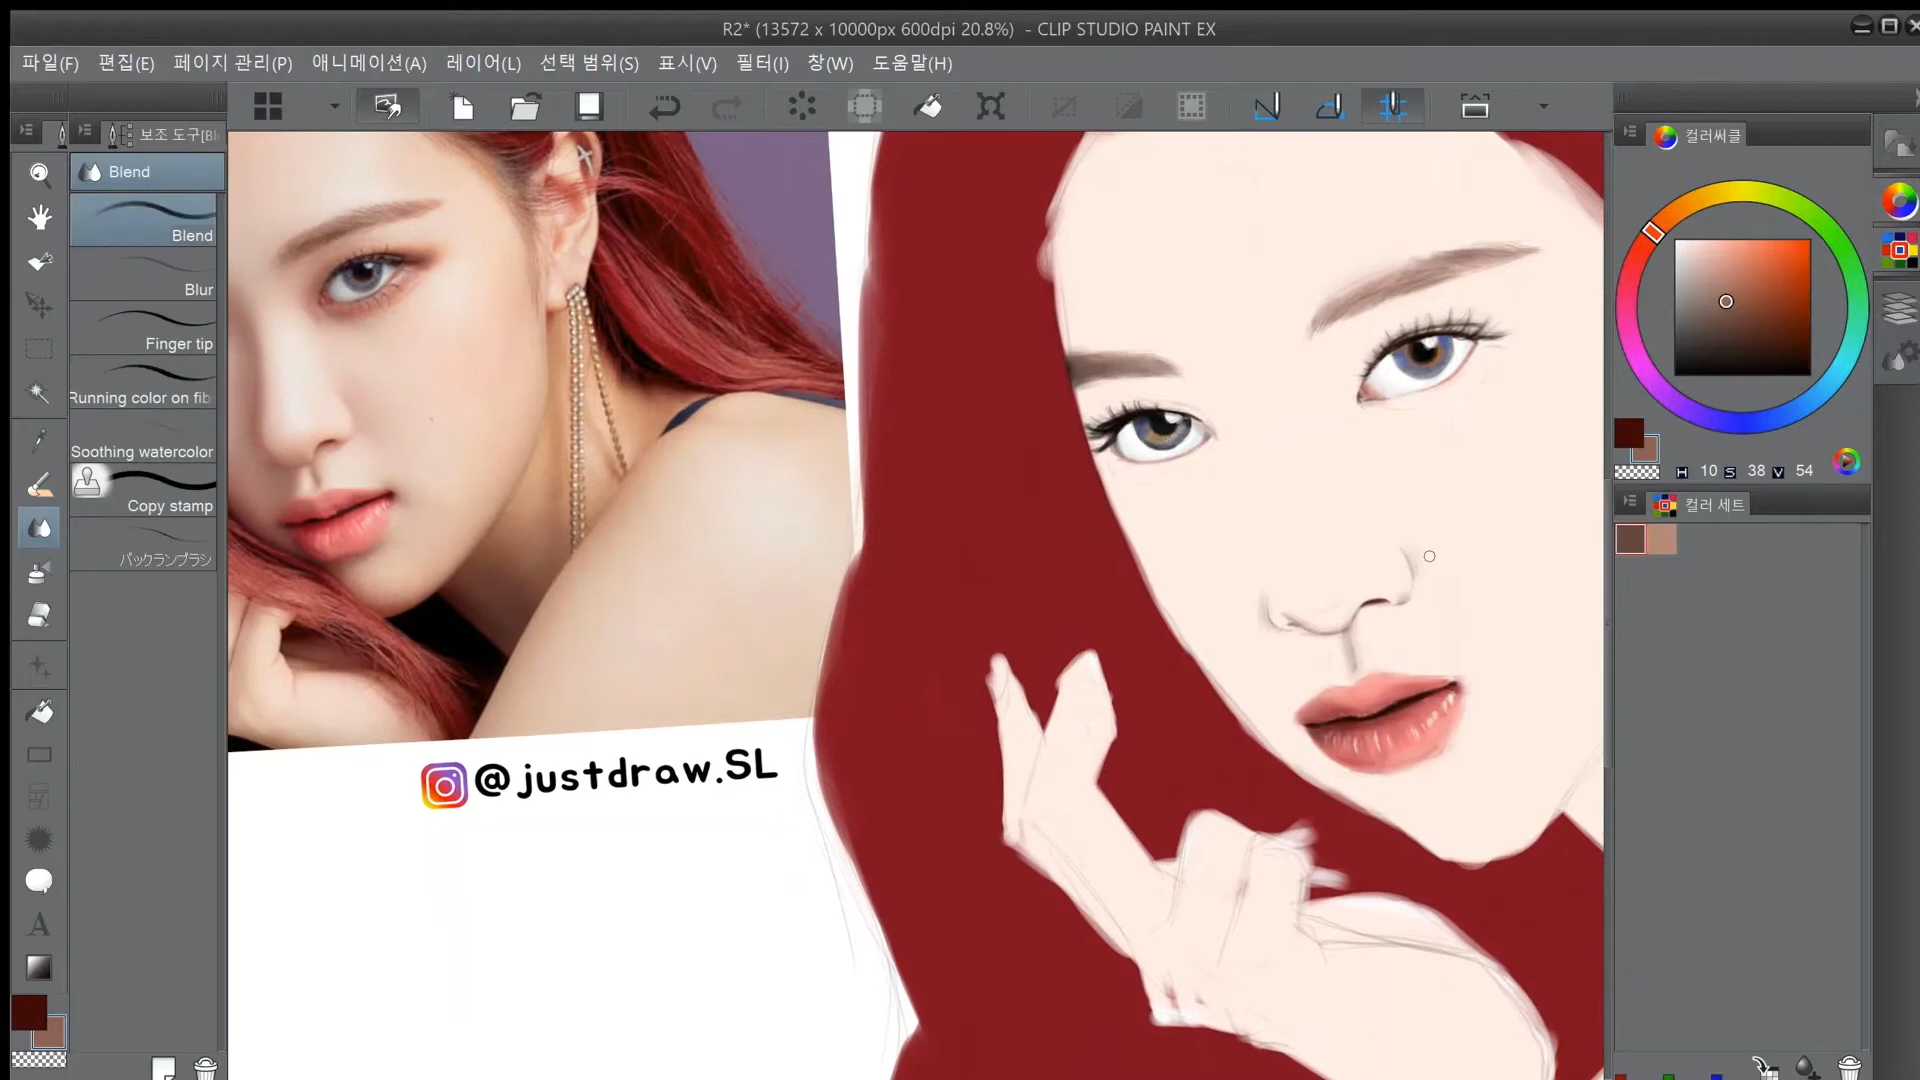 R2* (13572 x 10000px 600dpi 20.8%) - CLIP STUDIO PAINT EX
파일(F) 편집(E) 페이지 관리(P) 애니메이션(A) 레이어(L) 선택 범위(S) 표시(V) 필터(I) 창(W) 도움말(H)
보조 도구[Bl
컬러써클
Blend
Blend
Blur
Finger tip
Running color on fib
Soothing watercolor
Copy stamp
バックランブラシ
H 10 S 38 V 54
컬러 세트
@justdraw.SL
A